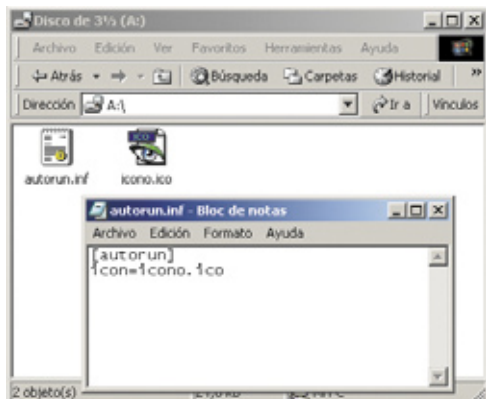 Disco de 3½ (A:)
Archivo Edición Ver Favoritos Herramientas Ayuda
Atrás Búsqueda Carpetas Historial »
Dirección A:\ Ir a Vínculos
ICO
autorun.inf icono.ico
autorun.inf - Bloc de notas
Archivo Edición Formato Ayuda
[autorun]
icon=icono.ico
2 objeto(s)